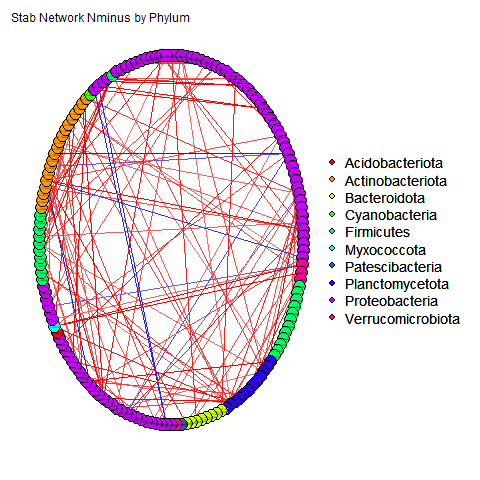 Stab Network Nminus by Phylum
Acidobacteriota
Actinobacteriota
Bacteroidota
Cyanobacteria
Firmicutes
Myxococcota
Patescibacteria
Planctomycetota
Proteobacteria
Verrucomicrobiota